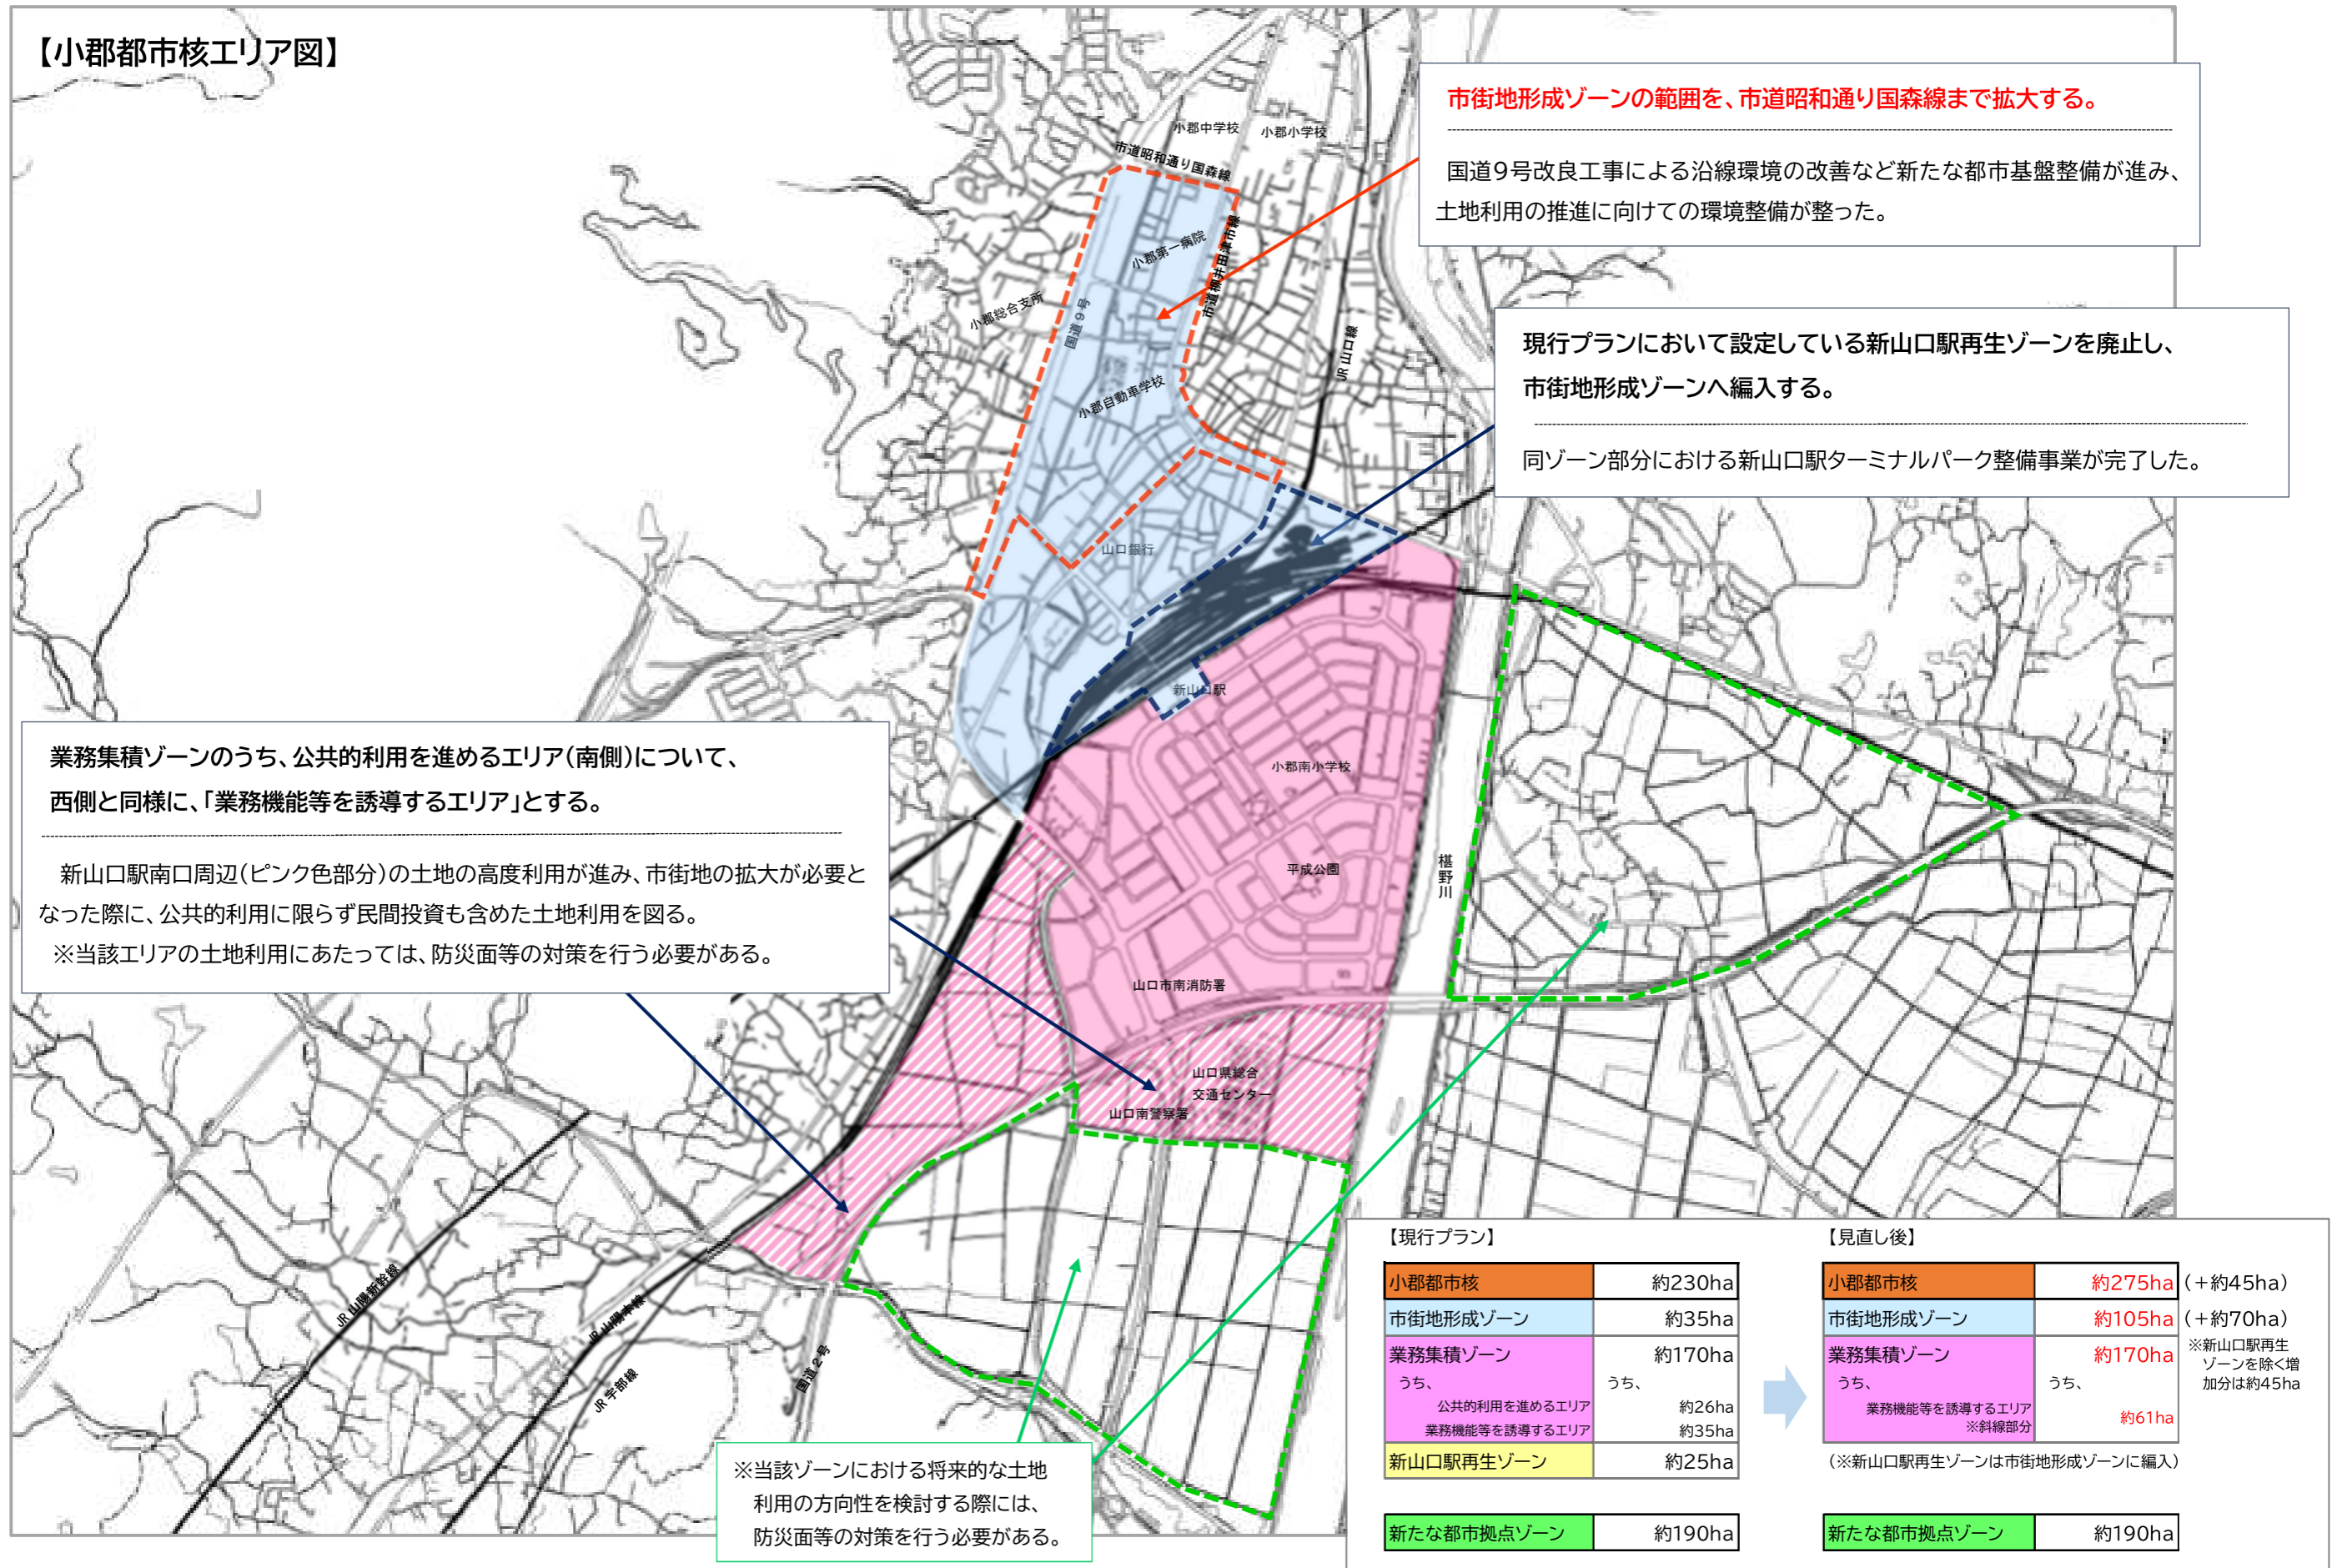 【小郡都市核エリア図】
市街地形成ゾーンの範囲を、市道昭和通り国森線まで拡大する。
国道9号改良工事による沿線環境の改善など新たな都市基盤整備が進み、
土地利用の推進に向けての環境整備が整った。
現行プランにおいて設定している新山口駅再生ゾーンを廃止し、
市街地形成ゾーンへ編入する。
同ゾーン部分における新山口駅ターミナルパーク整備事業が完了した。
小郡中学校
小郡小学校
市道昭和通り国森線
小郡第一病院
市道柳井田津市線
小郡総合支所
国道9号
JR山口線
小郡自動車学校
山口銀行
新山口駅
小郡南小学校
平成公園
椹野川
山口市南消防署
山口県総合
交通センター
山口南警察署
業務集積ゾーンのうち、公共的利用を進めるエリア(南側)について、
西側と同様に、「業務機能等を誘導するエリア」とする。
新山口駅南口周辺(ピンク色部分)の土地の高度利用が進み、市街地の拡大が必要と
なった際に、公共的利用に限らず民間投資も含めた土地利用を図る。
※当該エリアの土地利用にあたっては、防災面等の対策を行う必要がある。
JR山陽新幹線
JR山陽本線
JR宇部線
国道2号
※当該ゾーンにおける将来的な土地
利用の方向性を検討する際には、
防災面等の対策を行う必要がある。
【現行プラン】
小郡都市核 約230ha
市街地形成ゾーン 約35ha
業務集積ゾーン 約170ha
うち、 うち、
公共的利用を進めるエリア 約26ha
業務機能等を誘導するエリア 約35ha
新山口駅再生ゾーン 約25ha
新たな都市拠点ゾーン 約190ha
【見直し後】
小郡都市核 約275ha (+約45ha)
市街地形成ゾーン 約105ha (+約70ha)
※新山口駅再生
ゾーンを除く増
加分は約45ha
業務集積ゾーン 約170ha
うち、 うち、
業務機能等を誘導するエリア
※斜線部分 約61ha
(※新山口駅再生ゾーンは市街地形成ゾーンに編入)
新たな都市拠点ゾーン 約190ha